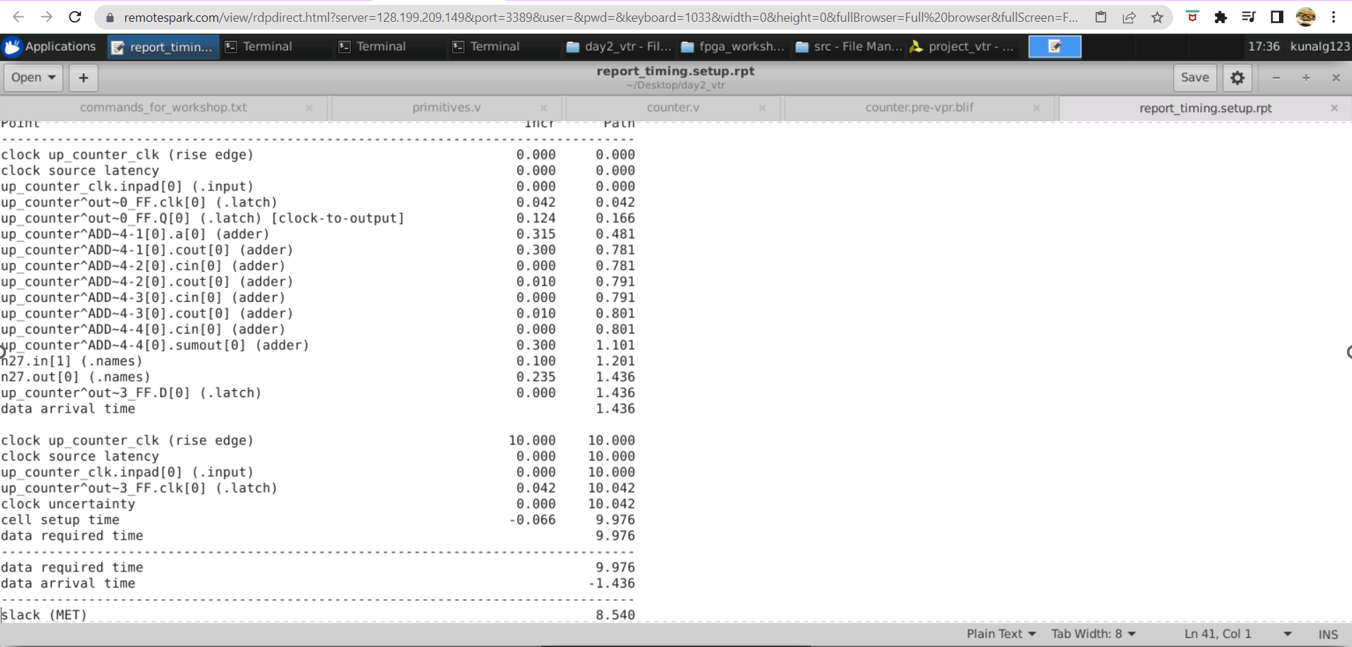 remotespark.com/view/rdpdirect.html?server=128.199.209.149&port=3389&user=&pwd=&keyboard=1033&width=0&height=0&fullBrowser=Full%20browser&fullScreen=F...
Applications report_timin... Terminal Terminal Terminal day2_vtr - Fil... fpga_worksh... src - File Man... project_vtr - ... 17:36 kunalg123
Open + report_timing.setup.rpt Save
~/Desktop/day2_vtr
commands_for_workshop.txt × primitives.v × counter.v × counter.pre-vpr.blif × report_timing.setup.rpt ×
Point Incr Path
--------------------------------------------------------------------------------
clock up_counter_clk (rise edge) 0.000 0.000
clock source latency 0.000 0.000
up_counter_clk.inpad[0] (.input) 0.000 0.000
up_counter^out~0_FF.clk[0] (.latch) 0.042 0.042
up_counter^out~0_FF.Q[0] (.latch) [clock-to-output] 0.124 0.166
up_counter^ADD~4-1[0].a[0] (adder) 0.315 0.481
up_counter^ADD~4-1[0].cout[0] (adder) 0.300 0.781
up_counter^ADD~4-2[0].cin[0] (adder) 0.000 0.781
up_counter^ADD~4-2[0].cout[0] (adder) 0.010 0.791
up_counter^ADD~4-3[0].cin[0] (adder) 0.000 0.791
up_counter^ADD~4-3[0].cout[0] (adder) 0.010 0.801
up_counter^ADD~4-4[0].cin[0] (adder) 0.000 0.801
up_counter^ADD~4-4[0].sumout[0] (adder) 0.300 1.101
n27.in[1] (.names) 0.100 1.201
n27.out[0] (.names) 0.235 1.436
up_counter^out~3_FF.D[0] (.latch) 0.000 1.436
data arrival time 1.436
clock up_counter_clk (rise edge) 10.000 10.000
clock source latency 0.000 10.000
up_counter_clk.inpad[0] (.input) 0.000 10.000
up_counter^out~3_FF.clk[0] (.latch) 0.042 10.042
clock uncertainty 0.000 10.042
cell setup time -0.066 9.976
data required time 9.976
--------------------------------------------------------------------------------
data required time 9.976
data arrival time -1.436
--------------------------------------------------------------------------------
slack (MET) 8.540
Plain Text Tab Width: 8 Ln 41, Col 1 INS